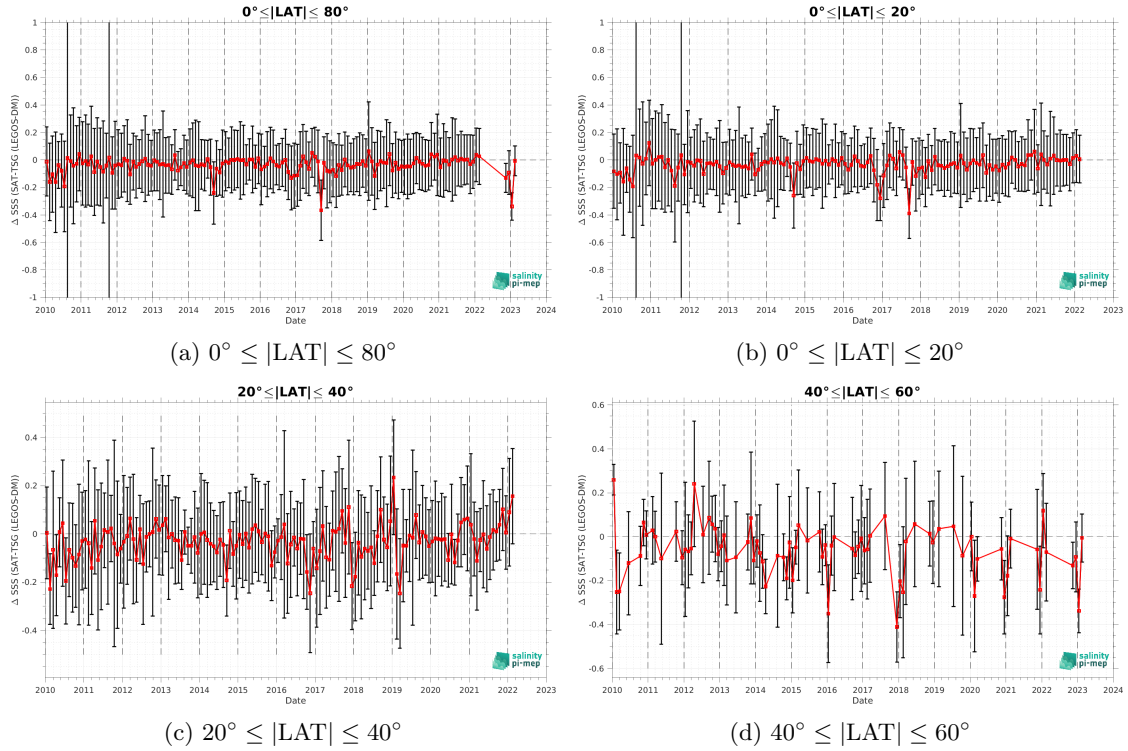 0°≤|LAT|≤ 80°
Δ SSS (SAT-TSG (LEGOS-DM))
1
0.8
0.6
0.4
0.2
0
-0.2
-0.4
-0.6
-0.8
-1
2010 2011 2012 2013 2014 2015 2016 2017 2018 2019 2020 2021 2022 2023 2024
Date
salinity
pi-mep
(a) 0° ≤ |LAT| ≤ 80°
0°≤|LAT|≤ 20°
Δ SSS (SAT-TSG (LEGOS-DM))
1
0.8
0.6
0.4
0.2
0
-0.2
-0.4
-0.6
-0.8
-1
2010 2011 2012 2013 2014 2015 2016 2017 2018 2019 2020 2021 2022 2023
Date
salinity
pi-mep
(b) 0° ≤ |LAT| ≤ 20°
20°≤|LAT|≤ 40°
Δ SSS (SAT-TSG (LEGOS-DM))
0.4
0.2
0
-0.2
-0.4
2010 2011 2012 2013 2014 2015 2016 2017 2018 2019 2020 2021 2022 2023
Date
salinity
pi-mep
(c) 20° ≤ |LAT| ≤ 40°
40°≤|LAT|≤ 60°
Δ SSS (SAT-TSG (LEGOS-DM))
0.6
0.4
0.2
0
-0.2
-0.4
-0.6
2010 2011 2012 2013 2014 2015 2016 2017 2018 2019 2020 2021 2022 2023 2024
Date
salinity
pi-mep
(d) 40° ≤ |LAT| ≤ 60°